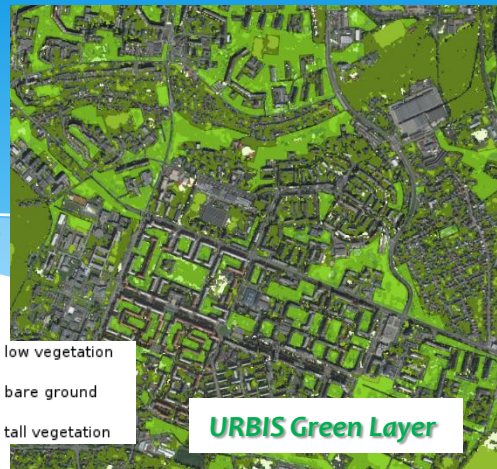 low vegetation
bare ground
tall vegetation
URBIS Green Layer